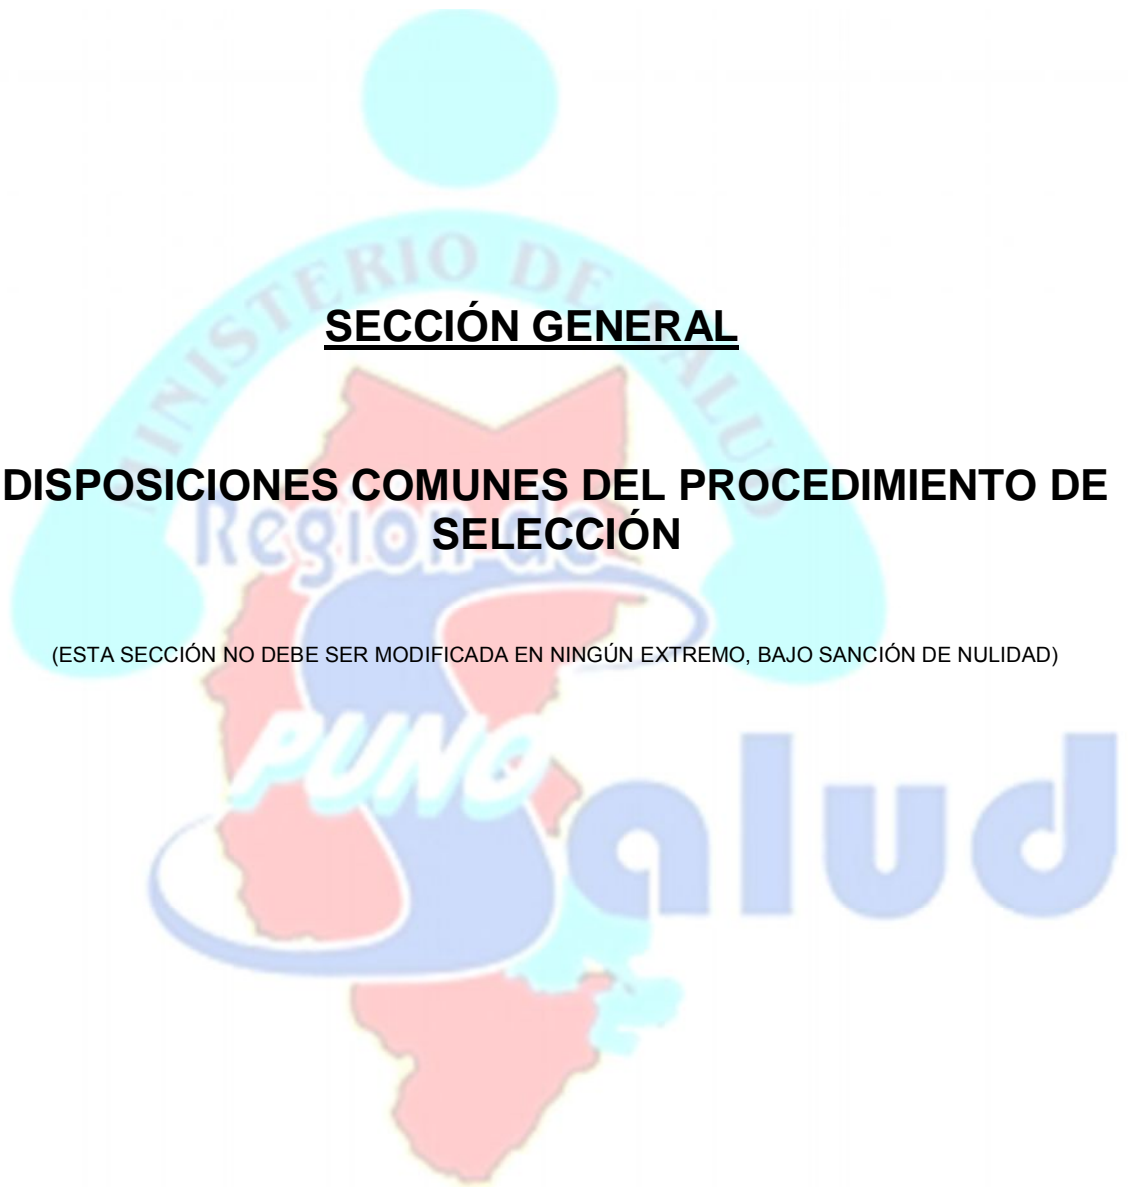 MINISTERIO DE SALUD
SECCIÓN GENERAL
DISPOSICIONES COMUNES DEL PROCEDIMIENTO DE
SELECCIÓN
Region de
(ESTA SECCIÓN NO DEBE SER MODIFICADA EN NINGÚN EXTREMO, BAJO SANCIÓN DE NULIDAD)
PUNO
Salud